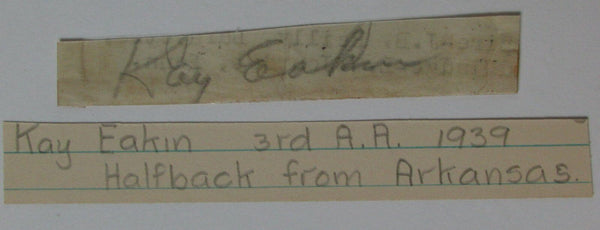 Kay Eakin
Kay Eakin 3rd A.A. 1939
Halfback from Arkansas.